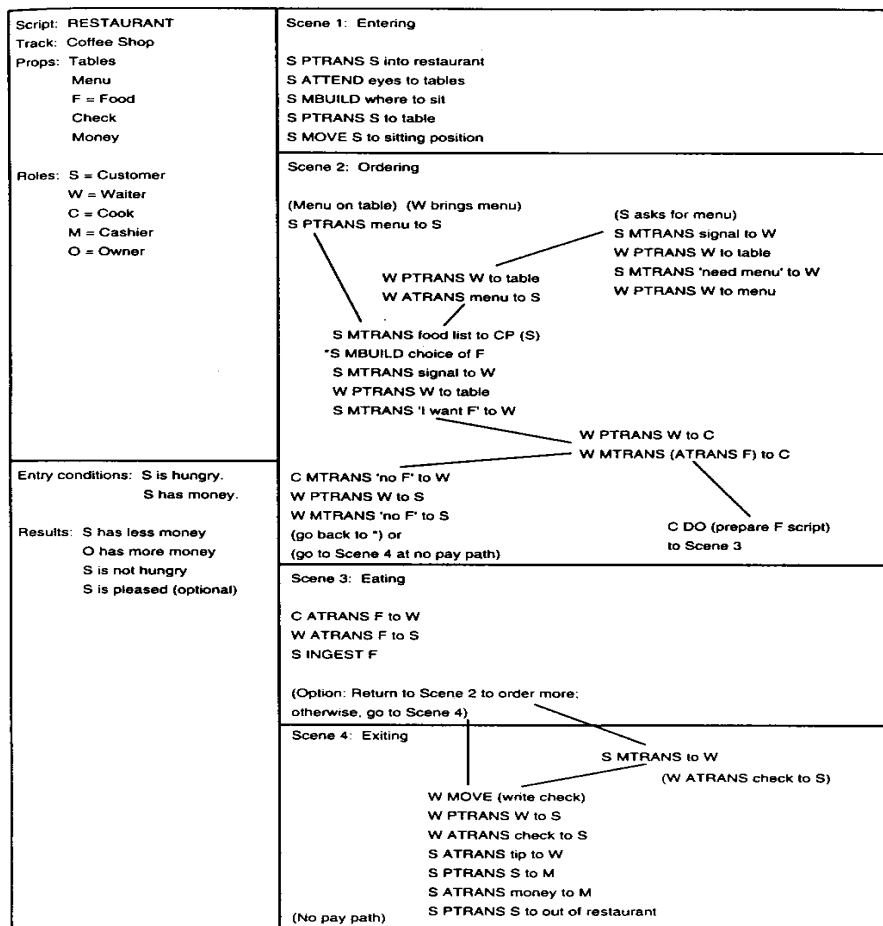 Script: RESTAURANT
Track: Coffee Shop
Props: Tables
Menu
F = Food
Check
Money
Roles: S = Customer
W = Waiter
C = Cook
M = Cashier
O = Owner
Entry conditions: S is hungry.
S has money.
Results: S has less money
O has more money
S is not hungry
S is pleased (optional)
Scene 1: Entering
S PTRANS S into restaurant
S ATTEND eyes to tables
S MBUILD where to sit
S PTRANS S to table
S MOVE S to sitting position
Scene 2: Ordering
(Menu on table) (W brings menu)
S PTRANS menu to S
(S asks for menu)
S MTRANS signal to W
W PTRANS W to table
S MTRANS 'need menu' to W
W PTRANS W to menu
W PTRANS W to table
W ATRANS menu to S
S MTRANS food list to CP (S)
*S MBUILD choice of F
S MTRANS signal to W
W PTRANS W to table
S MTRANS 'I want F' to W
W PTRANS W to C
W MTRANS (ATRANS F) to C
C MTRANS 'no F' to W
W PTRANS W to S
W MTRANS 'no F' to S
(go back to *) or
(go to Scene 4 at no pay path)
C DO (prepare F script)
to Scene 3
Scene 3: Eating
C ATRANS F to W
W ATRANS F to S
S INGEST F
(Option: Return to Scene 2 to order more;
otherwise, go to Scene 4)
Scene 4: Exiting
S MTRANS to W
(W ATRANS check to S)
W MOVE (write check)
W PTRANS W to S
W ATRANS check to S
S ATRANS tip to W
S PTRANS S to M
S ATRANS money to M
S PTRANS S to out of restaurant
(No pay path)